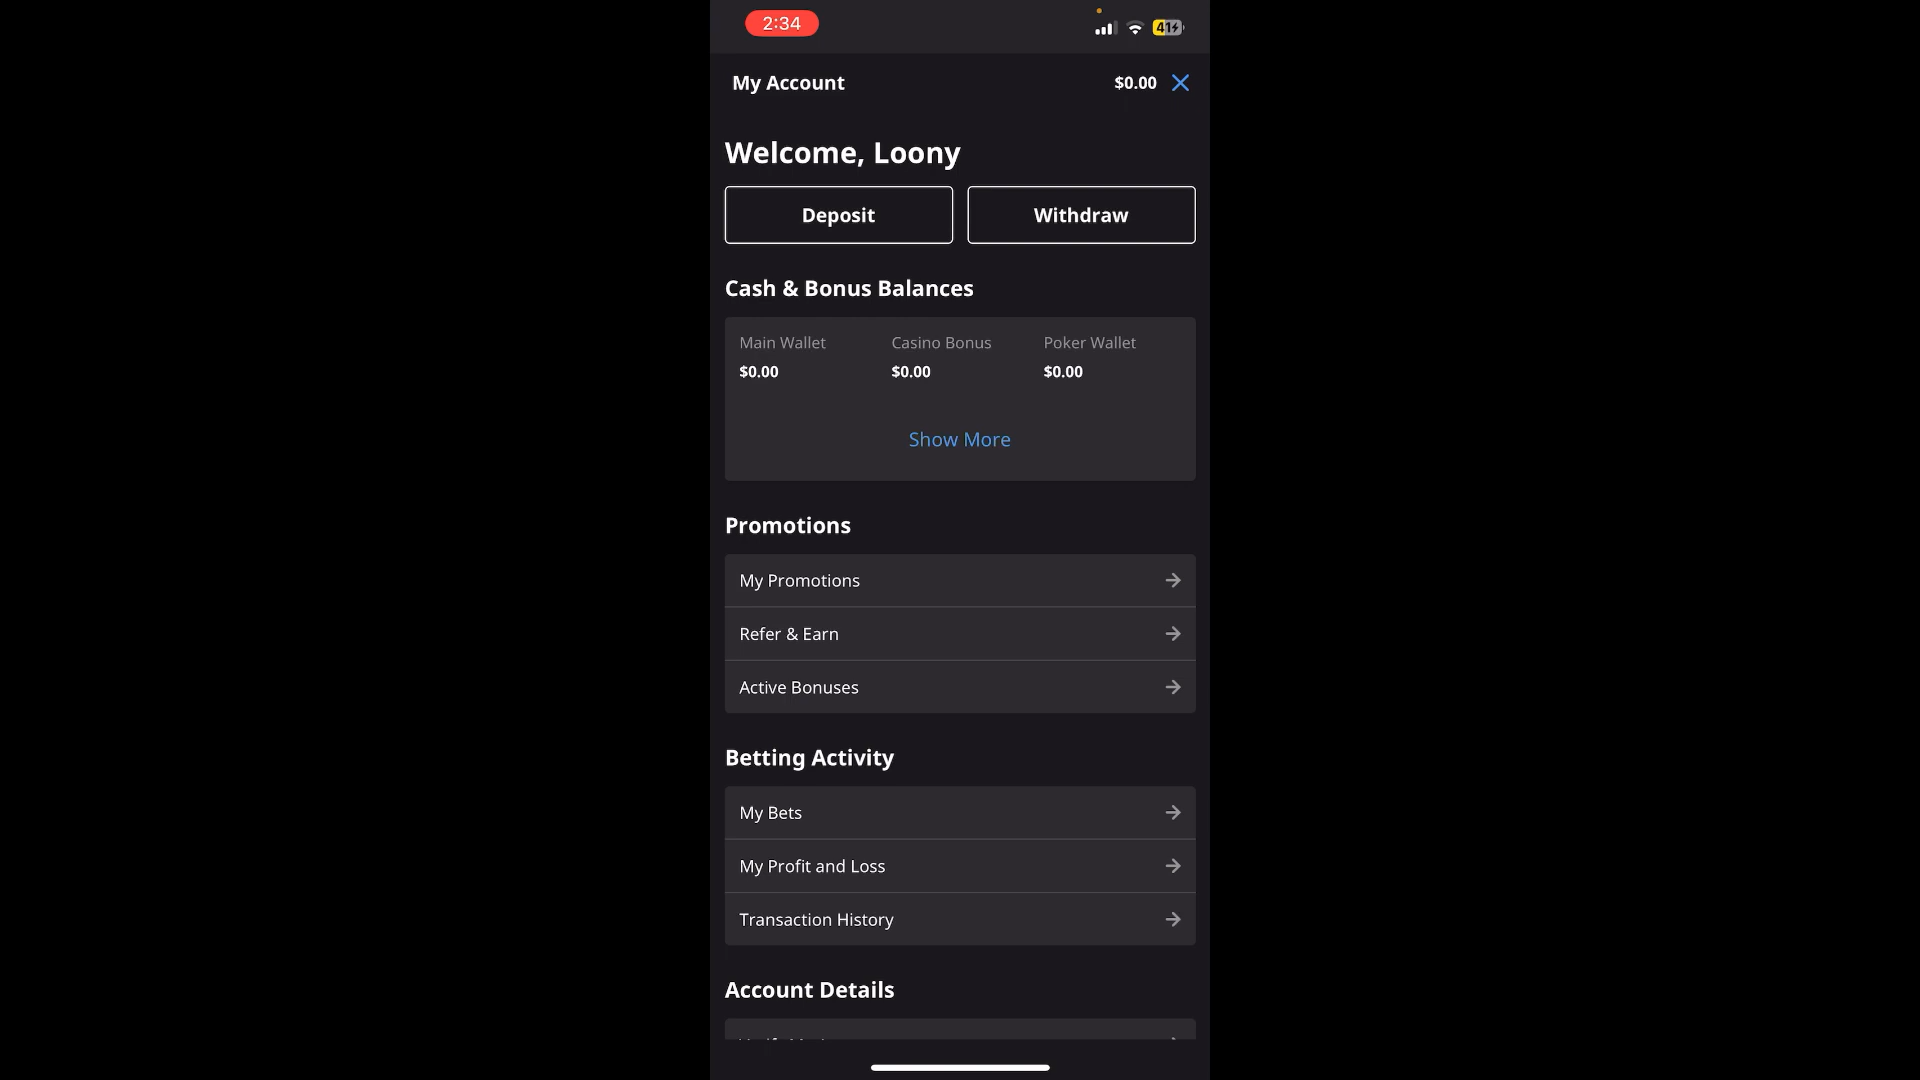 2:34
41
My Account $0.00
Welcome, Loony
Deposit Withdraw
Cash & Bonus Balances
Main Wallet Casino Bonus Poker Wallet
$0.00 $0.00 $0.00
Show More
Promotions
My Promotions
Refer & Earn
Active Bonuses
Betting Activity
My Bets
My Profit and Loss
Transaction History
Account Details